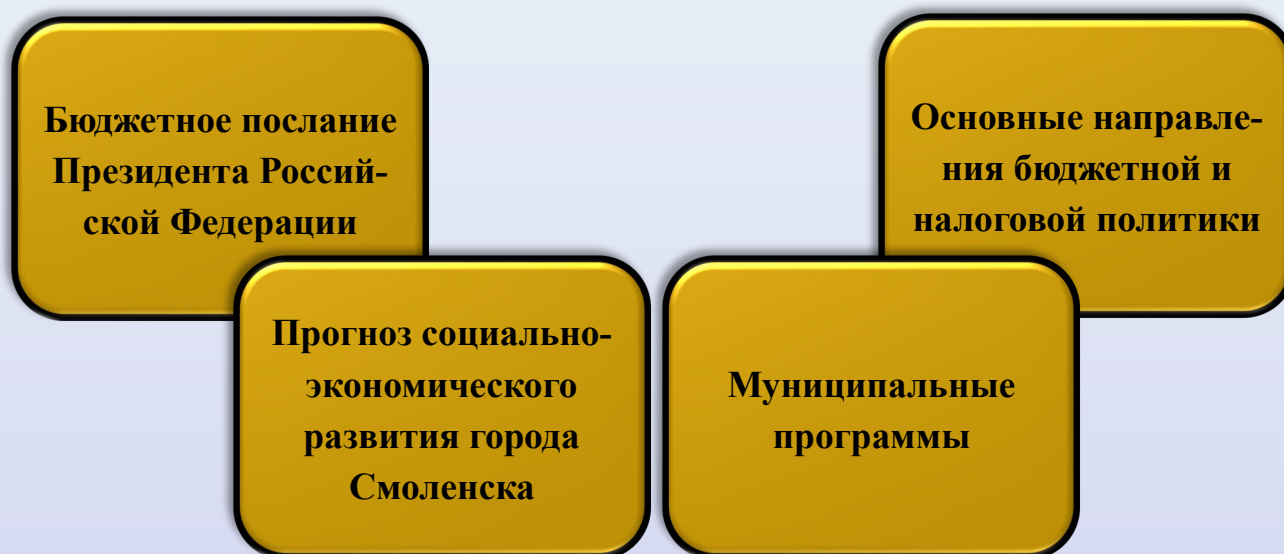 Бюджетное послание
Президента Россий-
ской Федерации
Основные направле-
ния бюджетной и
налоговой политики
Прогноз социально-
экономического
развития города
Смоленска
Муниципальные
программы